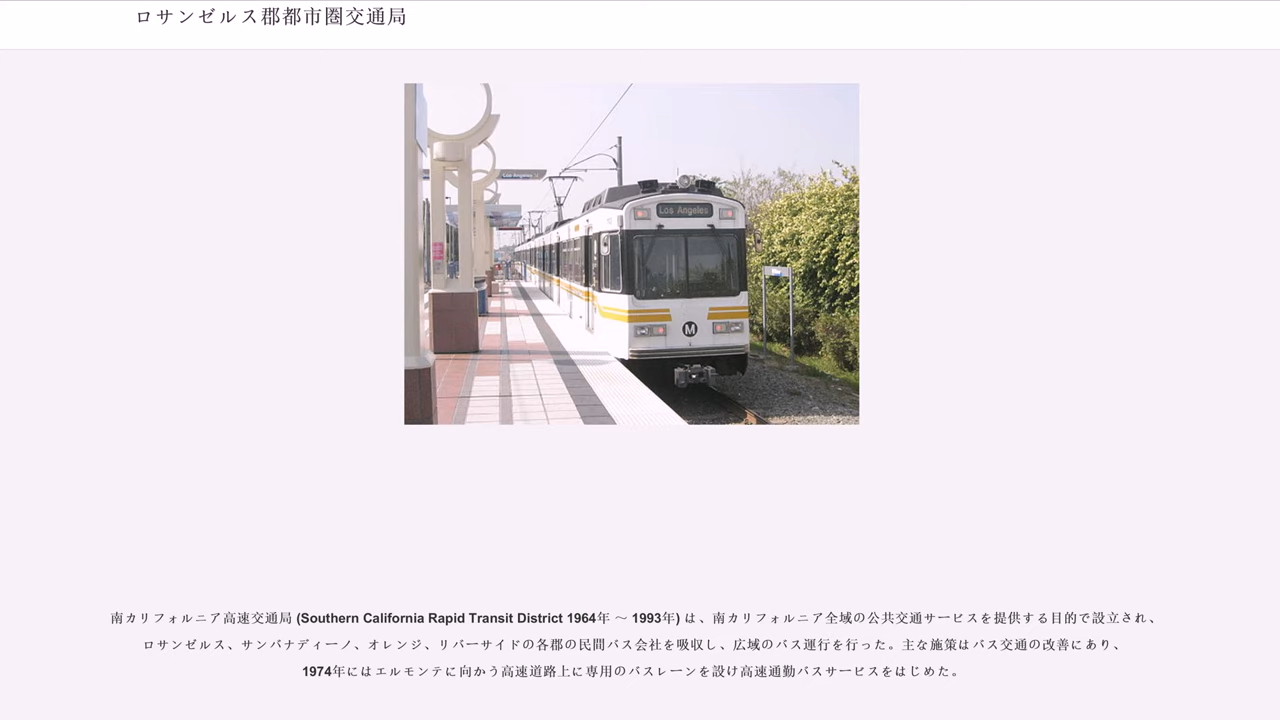 ロサンゼルス郡都市圏交通局
Los Angeles
Los Angeles
M
南カリフォルニア高速交通局 (Southern California Rapid Transit District 1964年 ～ 1993年) は、南カリフォルニア全域の公共交通サービスを提供する目的で設立され、
ロサンゼルス、サンバナディーノ、オレンジ、リバーサイドの各郡の民間バス会社を吸収し、広域のバス運行を行った。主な施策はバス交通の改善にあり、
1974年にはエルモンテに向かう高速道路上に専用のバスレーンを設け高速通勤バスサービスをはじめた。